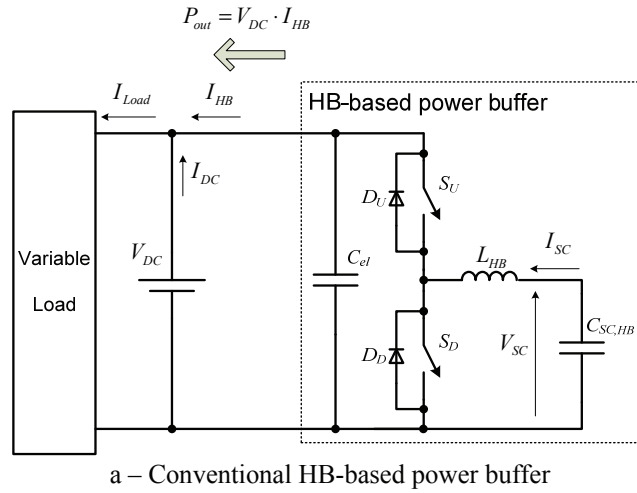 P_out = V_DC · I_HB
HB-based power buffer
I_Load
I_HB
I_DC
S_U
D_U
I_SC
Variable
Load
V_DC
C_el
L_HB
S_D
D_D
V_SC
C_SC,HB
a – Conventional HB-based power buffer